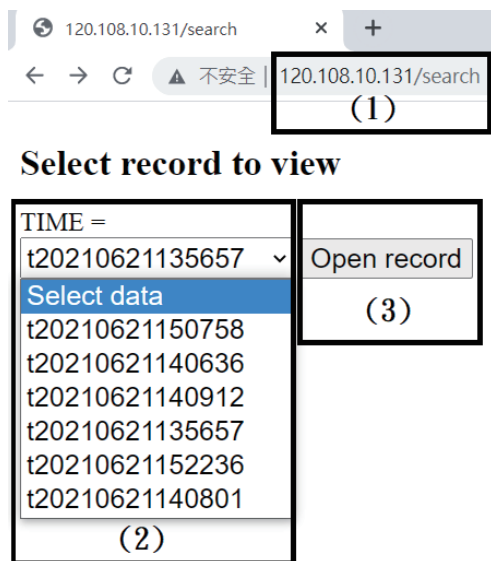 120.108.10.131/search
不安全 | 120.108.10.131/search
(1)
Select record to view
TIME =
t20210621135657 Open record
Select data
(3)
t20210621150758
t20210621140636
t20210621140912
t20210621135657
t20210621152236
t20210621140801
(2)